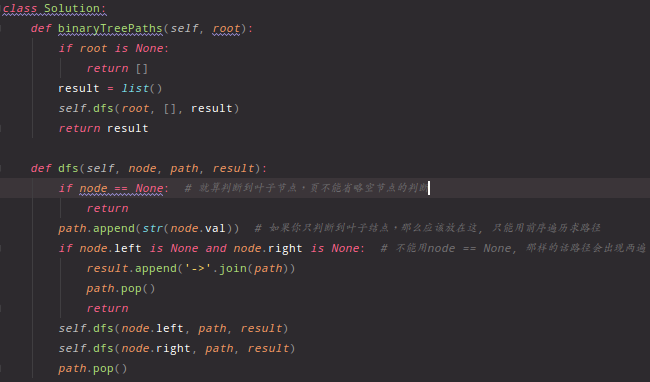 class Solution:
    def binaryTreePaths(self, root):
        if root is None:
            return []
        result = list()
        self.dfs(root, [], result)
        return result

    def dfs(self, node, path, result):
        if node == None:  # 就算判断到叶子节点,页不能省略空节点的判断
            return
        path.append(str(node.val))  # 如果你只判断到叶子结点,那么应该放在这, 只能用前序遍历求路径
        if node.left is None and node.right is None:  # 不能用node == None, 那样的话路径会出现两遍
            result.append('->'.join(path))
            path.pop()
            return
        self.dfs(node.left, path, result)
        self.dfs(node.right, path, result)
        path.pop()